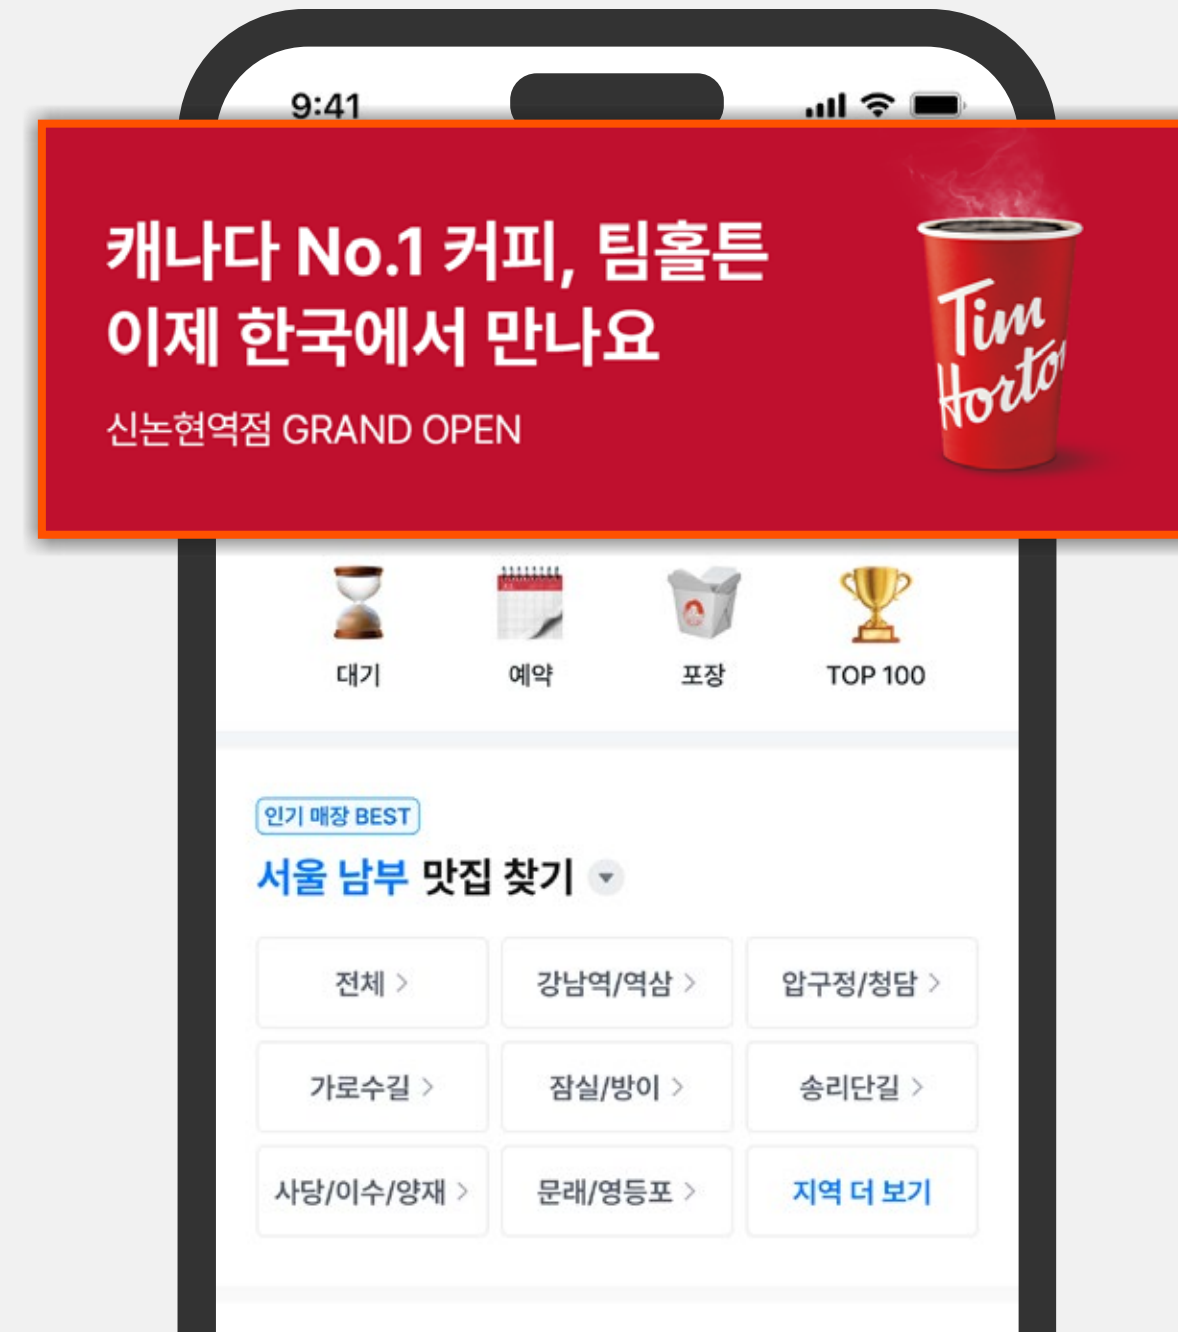 9:41
캐나다 No.1 커피, 팀홀튼
이제 한국에서 만나요
신논현역점 GRAND OPEN
Tim
Horto
대기
예약
포장
TOP 100
인기 매장 BEST
서울 남부 맛집 찾기
전체 >
강남역/역삼 >
압구정/청담 >
가로수길 >
잠실/방이 >
송리단길 >
사당/이수/양재 >
문래/영등포 >
지역 더 보기